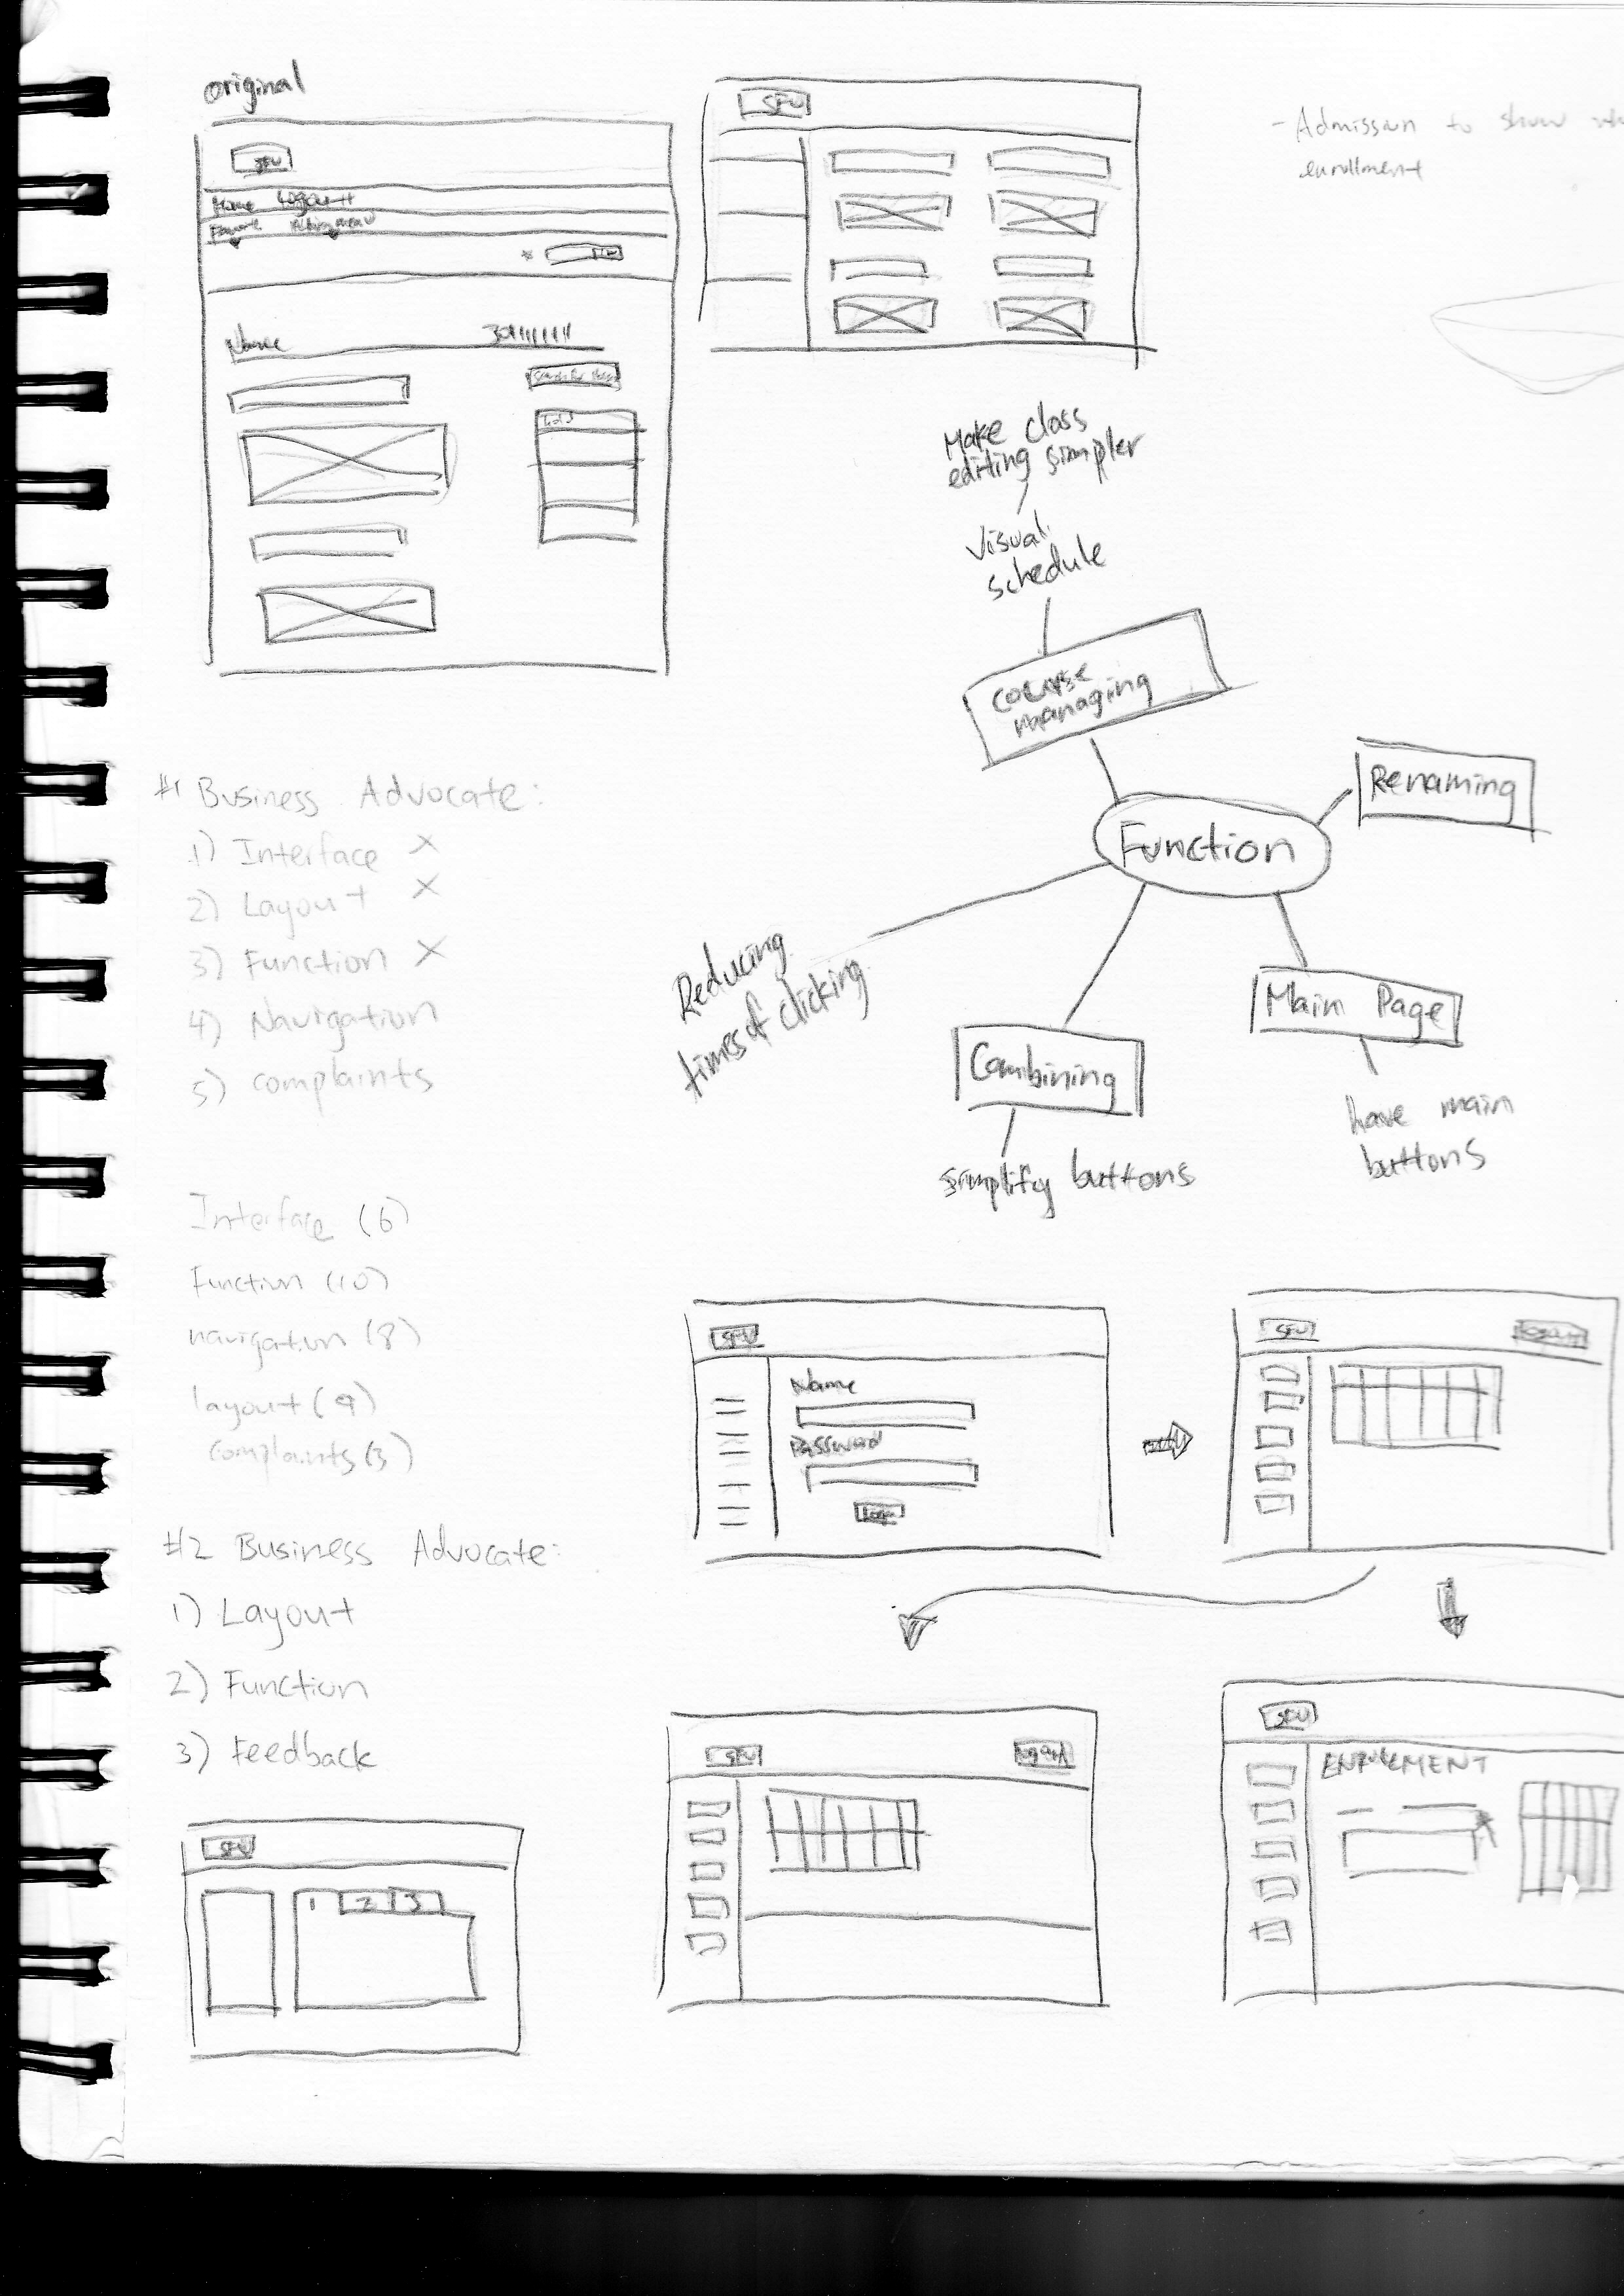 original
SFU
Home Logout
Favorite
Name 301111111
Search for
SFU
- Admission to show
enrollment
Make class
editing simpler
Visual
schedule
course
managing
Renaming
Function
Reducing
times of clicking
Combining
simplify buttons
Main Page
have main
buttons
#1 Business Advocate:
1) Interface X
2) Layout X
3) Function X
4) Navigation
5) complaints
Interface (6)
Function (10)
navigation (8)
layout (9)
complaints (3)
#2 Business Advocate:
1) Layout
2) Function
3) Feedback
SFU
1 2 3
SFU
Name
Password
Login
SFU logout
SFU logout
SFU